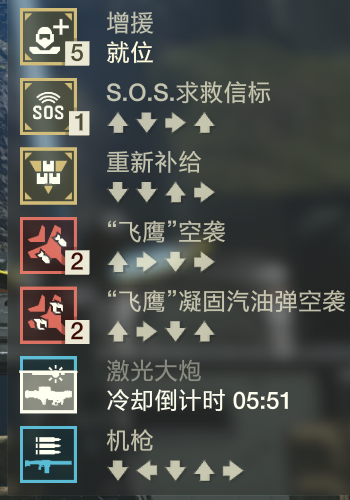 增援
5
就位
S.O.S.求救信标
SOS
1
重新补给
“飞鹰”空袭
2
“飞鹰”凝固汽油弹空袭
2
激光大炮
冷却倒计时 05:51
机枪